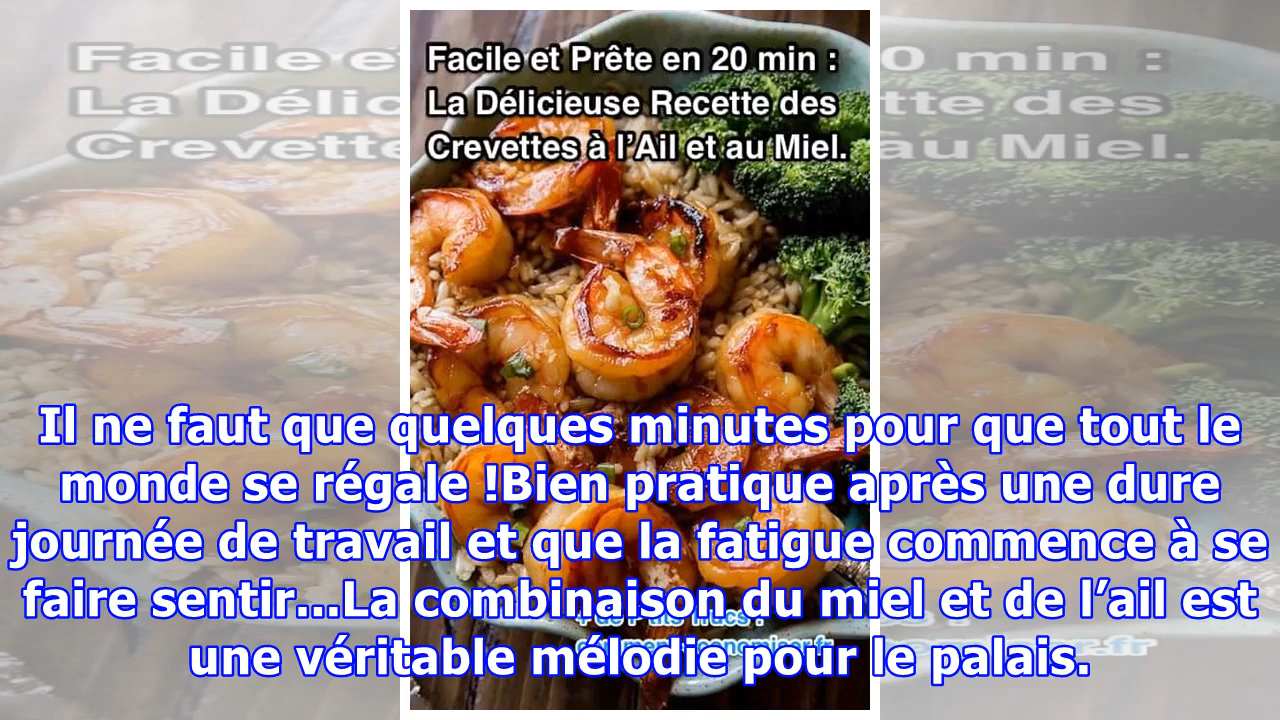 Facile et Prête en 20 min :
La Délicieuse Recette des
Crevettes à l'Ail et au Miel.
Il ne faut que quelques minutes pour que tout le
monde se régale !Bien pratique après une dure
journée de travail et que la fatigue commence à se
faire sentir...La combinaison du miel et de l’ail est
une véritable mélodie pour le palais.